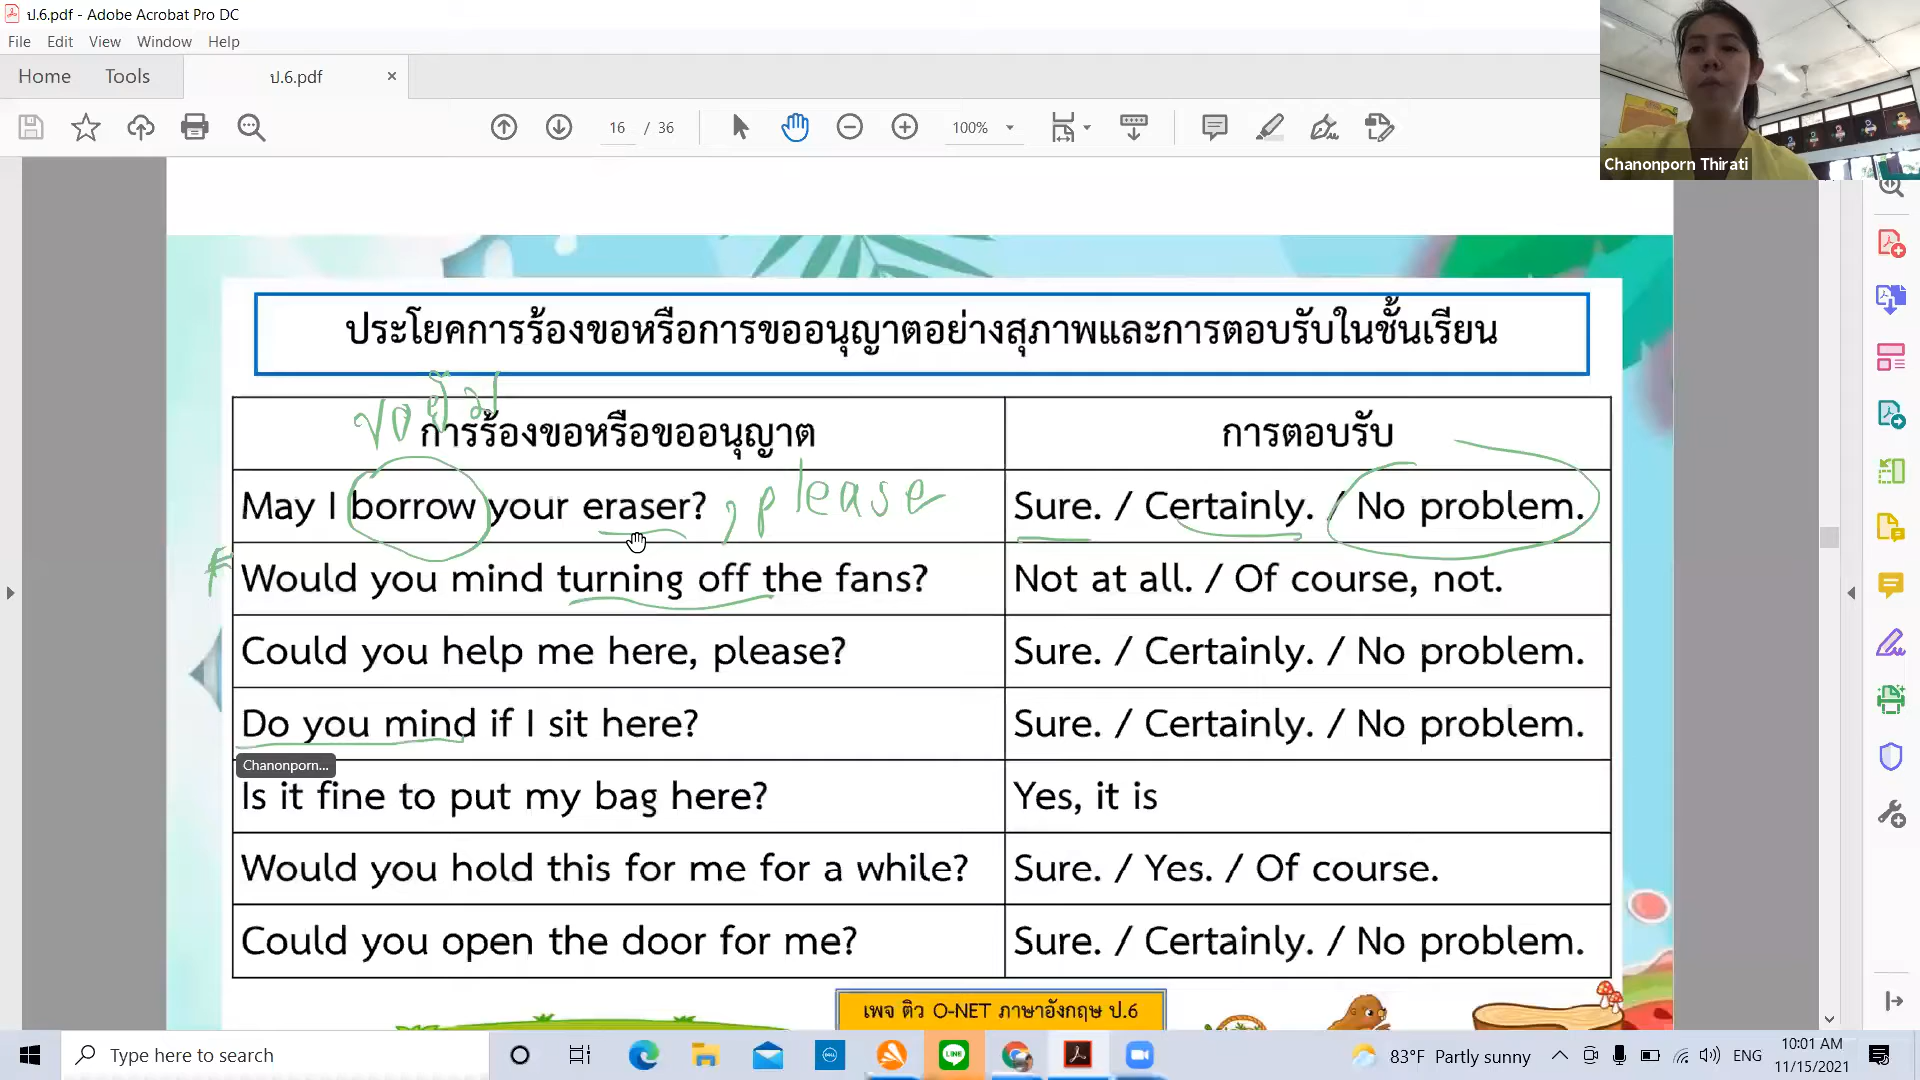 ป.6.pdf - Adobe Acrobat Pro DC
File Edit View Window Help
Home Tools ป.6.pdf ×
16 / 36 100%
Chanonporn Thirati
ประโยคการร้องขอหรือการขออนุญาตอย่างสุภาพและการตอบรับในชั้นเรียน
ขอยืม
การร้องขอหรือขออนุญาต การตอบรับ
May I borrow your eraser? , please Sure. / Certainly. / No problem.
Would you mind turning off the fans? Not at all. / Of course, not.
Could you help me here, please? Sure. / Certainly. / No problem.
Do you mind if I sit here? Sure. / Certainly. / No problem.
Chanonporn...
Is it fine to put my bag here? Yes, it is
Would you hold this for me for a while? Sure. / Yes. / Of course.
Could you open the door for me? Sure. / Certainly. / No problem.
เพจ ติว O-NET ภาษาอังกฤษ ป.6
Type here to search
LINE
DELL
83°F Partly sunny ENG 10:01 AM
11/15/2021